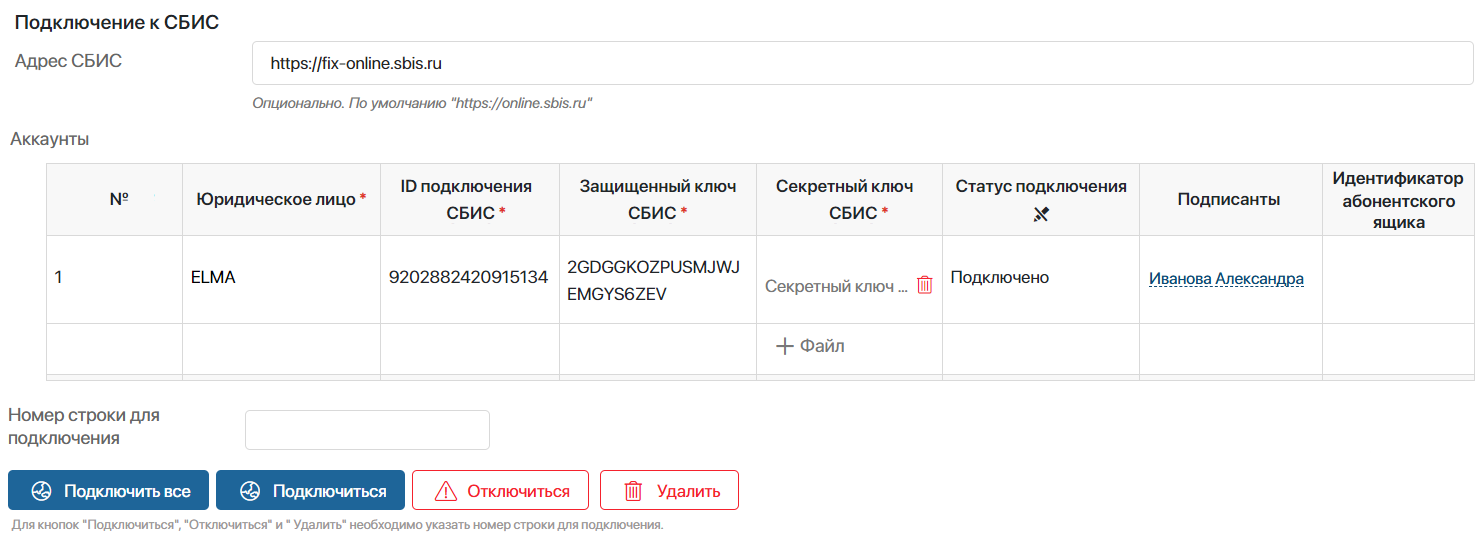 Подключение к СБИС
Адрес СБИС
https://fix-online.sbis.ru
Опционально. По умолчанию "https://online.sbis.ru"
Аккаунты
№
Юридическое лицо *
ID подключения
СБИС *
Защищенный ключ
СБИС *
Секретный ключ
СБИС *
Статус подключения
Подписанты
Идентификатор
абонентского
ящика
1
ELMA
9202882420915134
2GDGGKOZPUSMJWJ
EMGYS6ZEV
Секретный ключ ...
Подключено
Иванова Александра
Файл
Номер строки для
подключения
Подключить все
Подключиться
Отключиться
Удалить
Для кнопок "Подключиться", "Отключиться" и " Удалить" необходимо указать номер строки для подключения.